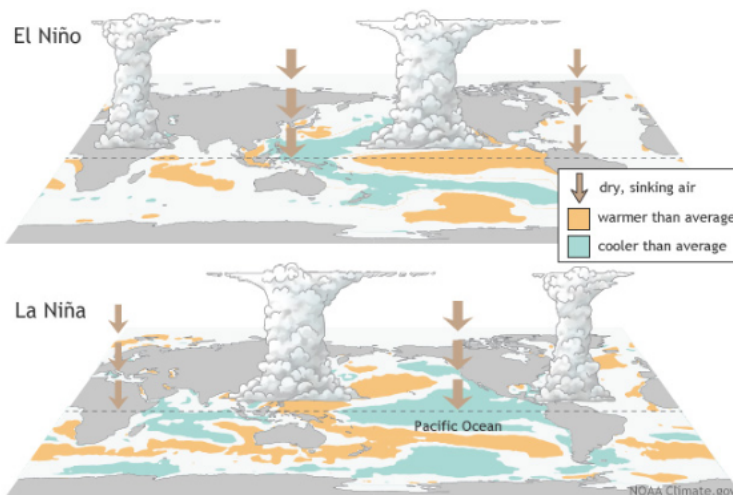 El Niño
dry, sinking air
warmer than average
cooler than average
La Niña
Pacific Ocean
NOAA Climate.gov